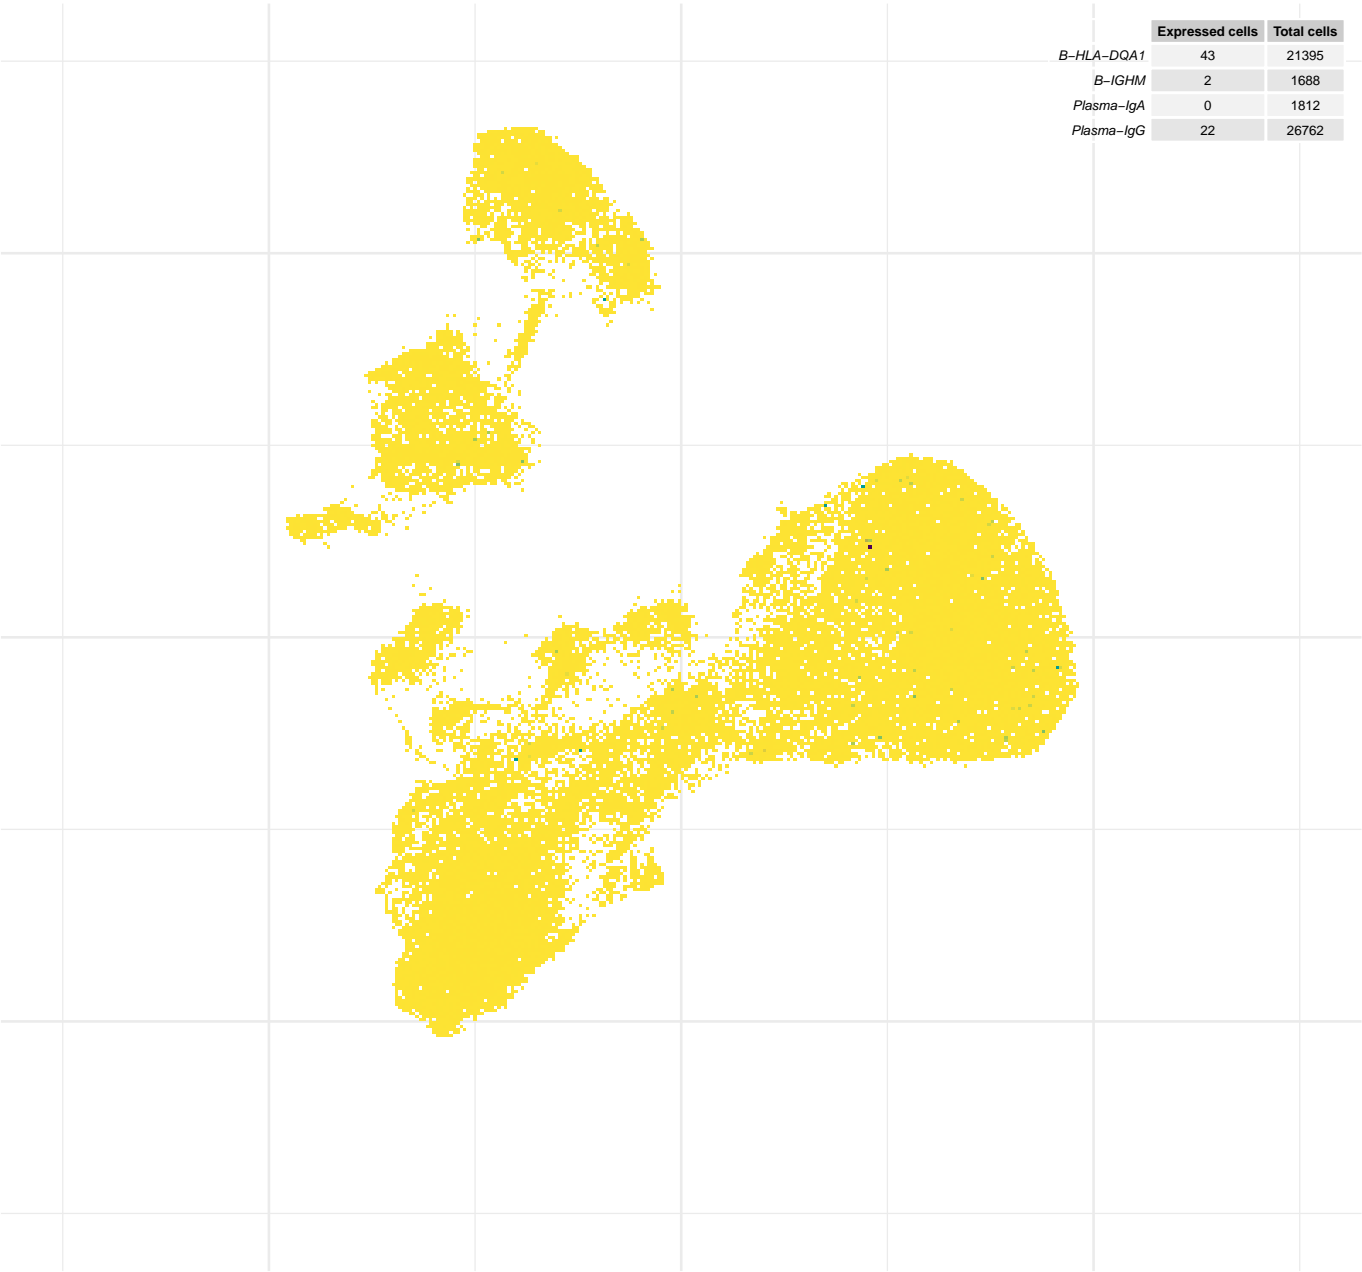 Expressed cells Total cells
B-HLA-DQA1 43 21395
B-IGHM 2 1688
Plasma-IgA 0 1812
Plasma-IgG 22 26762